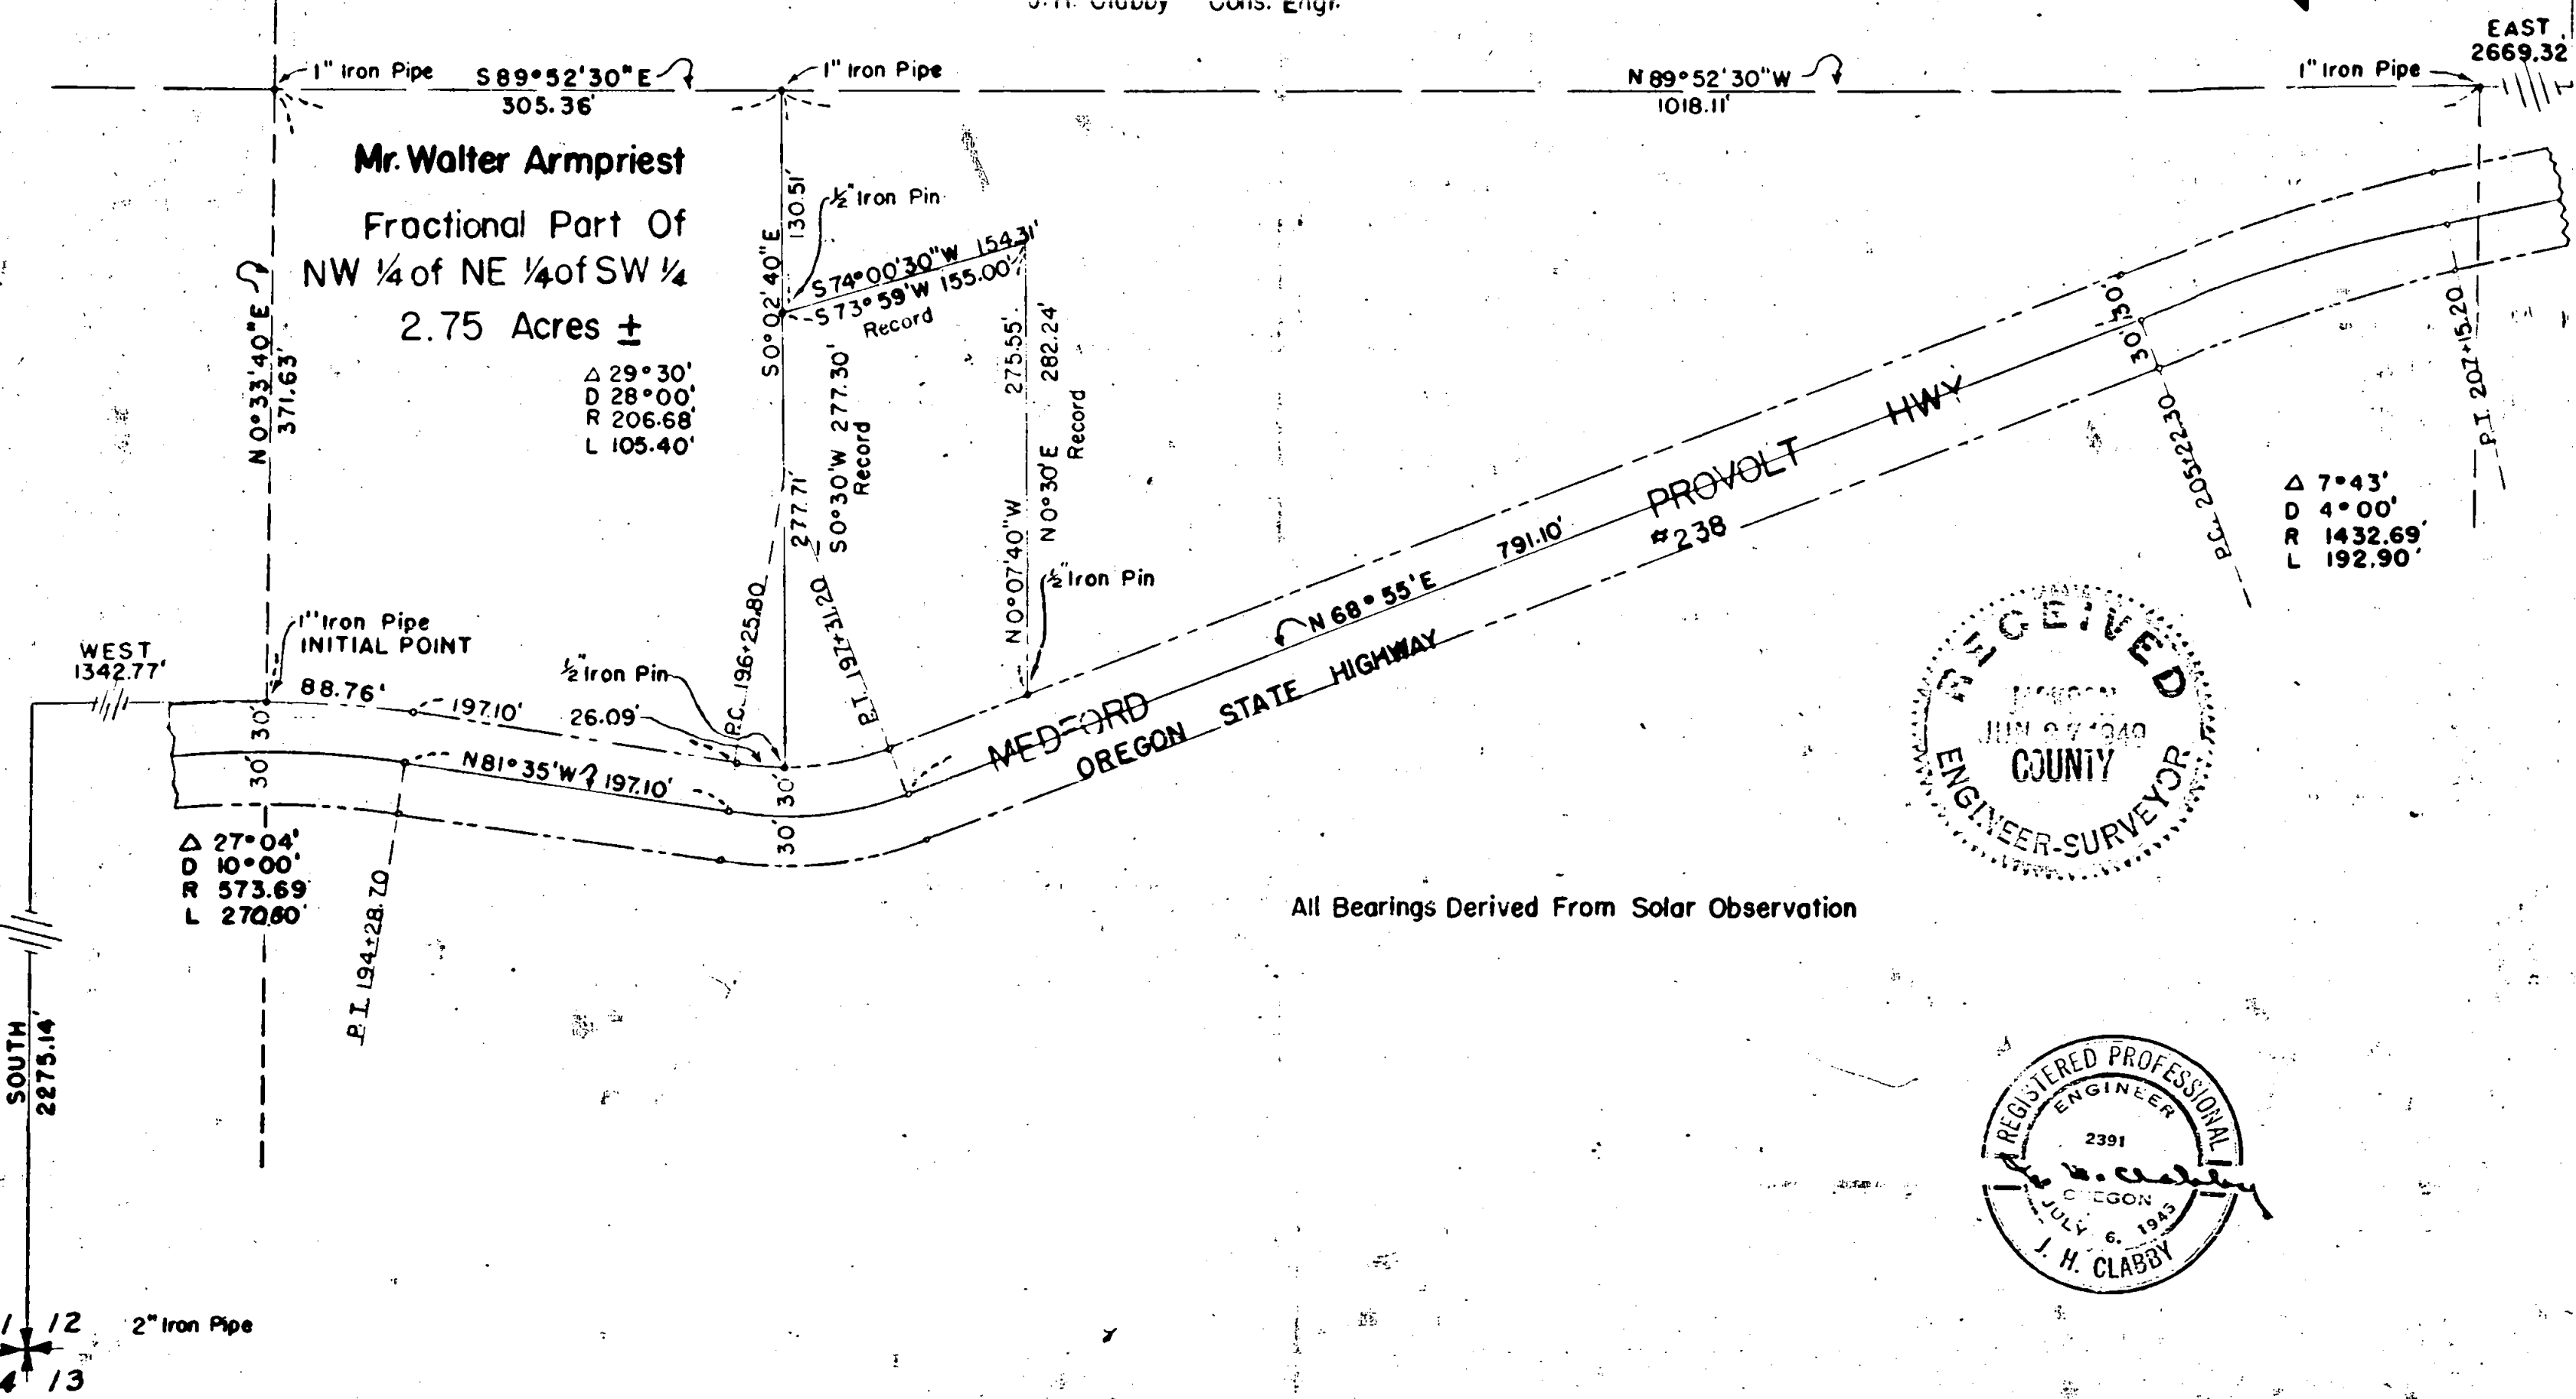 J. H. Clabby Cons. Engr.
EAST
2669.32
1" Iron Pipe
S 89°52'30" E
305.36'
1" Iron Pipe
N 89°52'30" W
1018.11'
1" Iron Pipe
Mr. Walter Armpriest
Fractional Part Of
NW ¼ of NE ¼ of SW ¼
2.75 Acres ±
Δ 29°30'
D 28°00'
R 206.68'
L 105.40'
N 0°33'40" E
371.63'
S 0°02'40" E
130.51'
½" Iron Pin
S 74°00'30" W 154.31'
S 73°59' W 155.00'
Record
277.71'
S 0°30' W 277.30'
Record
275.55'
N 0°07'40" W
282.24'
N 0°30' E
Record
½" Iron Pin
30' 30'
P.C. 205+22.30
P.I. 207+15.20
Δ 7°43'
D 4°00'
R 1432.69'
L 192.90'
MEDFORD PROVOLT HWY
#238
791.10'
N 68°55' E
OREGON STATE HIGHWAY
WEST
1342.77'
1" Iron Pipe
INITIAL POINT
88.76'
197.10'
26.09'
½" Iron Pin
P.C. 196+25.80
P.T. 197+31.20
30'
30'
N 81°35' W 197.10'
30'
30'
Δ 27°04'
D 10°00'
R 573.69'
L 270.60'
P.T. 194+28.70
SOUTH
2275.14'
RECEIVED
JUN 1949
COUNTY
ENGINEER-SURVEYOR
All Bearings Derived From Solar Observation
REGISTERED PROFESSIONAL
ENGINEER
2391
J. H. Clabby
OREGON
JULY 6, 1945
J. H. CLABBY
12
13
2" Iron Pipe